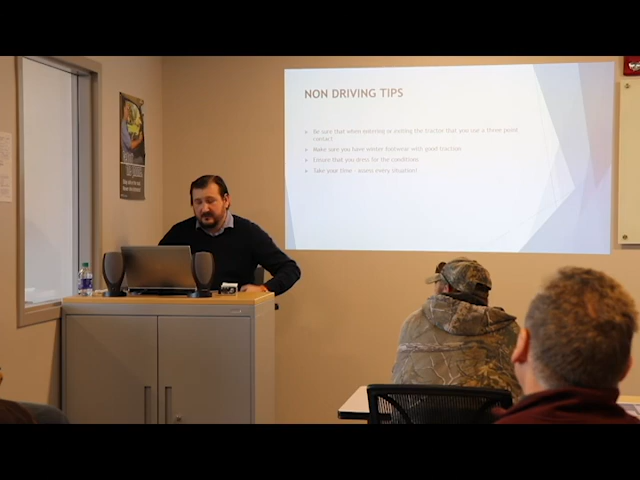 NON DRIVING TIPS
Be sure that when entering or exiting the tractor that you use a three point
contact
Make sure you have winter footwear with good traction
Ensure that you dress for the conditions
Take your time - assess every situation!